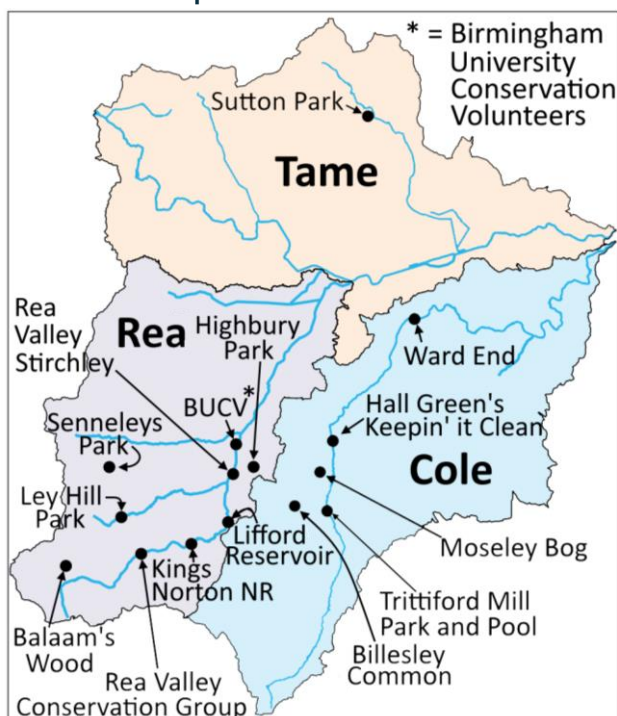 * = Birmingham
University
Conservation
Volunteers
Sutton Park
Tame
Rea
Valley
Stirchley
Rea
Highbury
Park
BUCV*
Senneleys
Park
Ley Hill
Park
Ward End
Hall Green's
Keepin' it Clean
Cole
Lifford
Reservoir
Moseley Bog
Kings
Norton NR
Trittiford Mill
Park and Pool
Balaam's
Wood
Billesley
Common
Rea Valley
Conservation Group